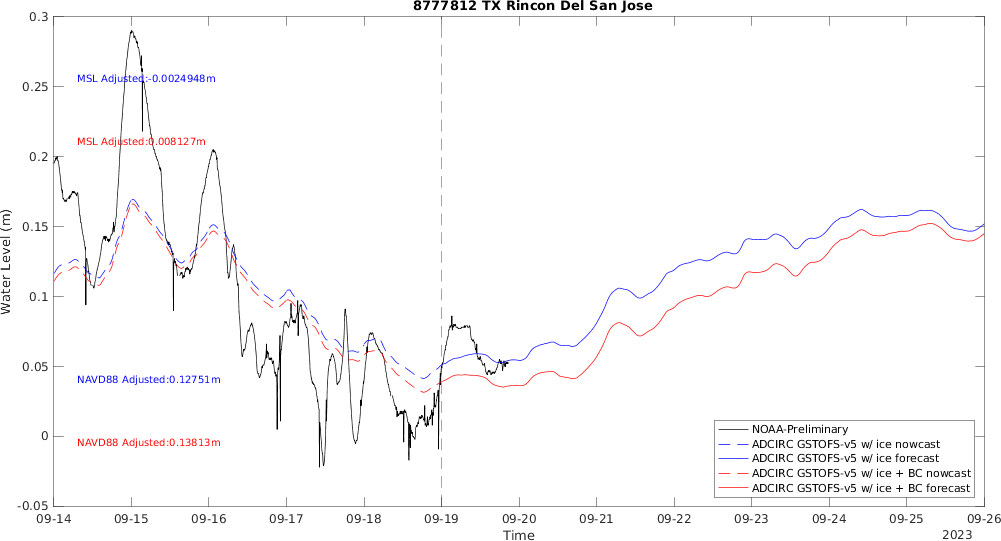 8777812 TX Rincon Del San Jose
0.3
0.25
0.2
0.15
0.1
0.05
0
-0.05
Water Level (m)
MSL Adjusted:-0.0024948m
MSL Adjusted:0.008127m
NAVD88 Adjusted:0.12751m
NAVD88 Adjusted:0.13813m
NOAA-Preliminary
ADCIRC GSTOFS-v5 w/ ice nowcast
ADCIRC GSTOFS-v5 w/ ice forecast
ADCIRC GSTOFS-v5 w/ ice + BC nowcast
ADCIRC GSTOFS-v5 w/ ice + BC forecast
09-14 09-15 09-16 09-17 09-18 09-19 09-20 09-21 09-22 09-23 09-24 09-25 09-26
Time
2023